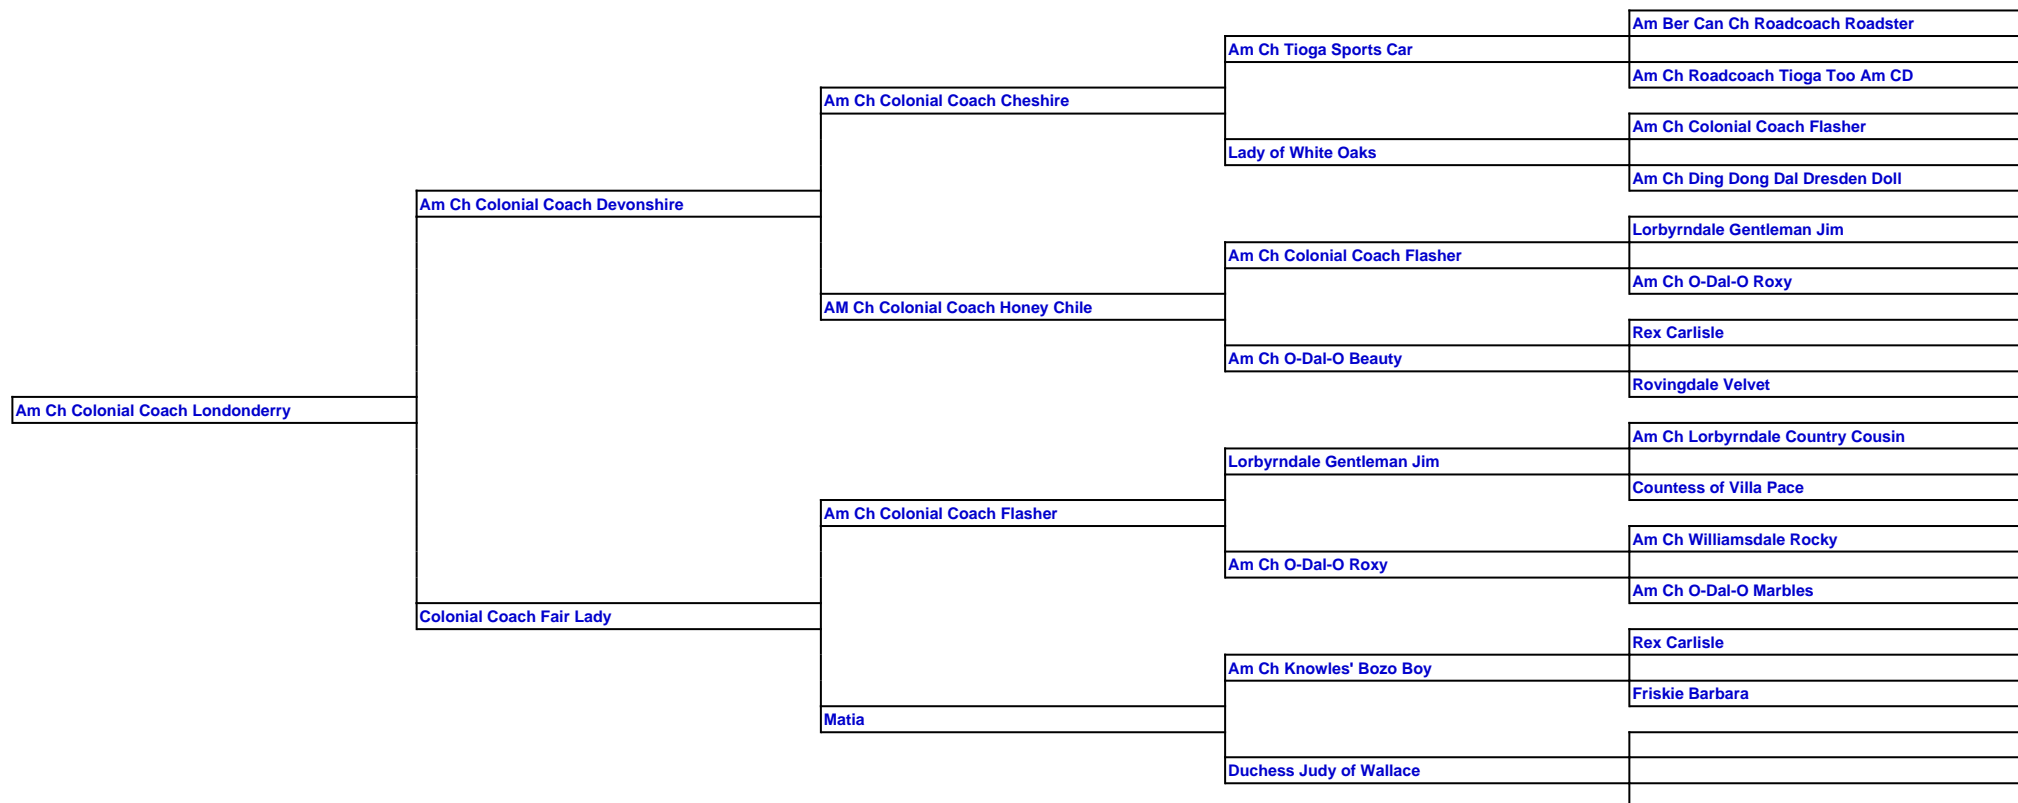 Am Ber Can Ch Roadcoach Roadster
Am Ch Tioga Sports Car
Am Ch Roadcoach Tioga Too Am CD
Am Ch Colonial Coach Cheshire
Am Ch Colonial Coach Flasher
Lady of White Oaks
Am Ch Ding Dong Dal Dresden Doll
Am Ch Colonial Coach Devonshire
Lorbyrndale Gentleman Jim
Am Ch Colonial Coach Flasher
Am Ch O-Dal-O Roxy
AM Ch Colonial Coach Honey Chile
Rex Carlisle
Am Ch O-Dal-O Beauty
Rovingdale Velvet
Am Ch Colonial Coach Londonderry
Am Ch Lorbyrndale Country Cousin
Lorbyrndale Gentleman Jim
Countess of Villa Pace
Am Ch Colonial Coach Flasher
Am Ch Williamsdale Rocky
Am Ch O-Dal-O Roxy
Am Ch O-Dal-O Marbles
Colonial Coach Fair Lady
Rex Carlisle
Am Ch Knowles' Bozo Boy
Friskie Barbara
Matia
Duchess Judy of Wallace